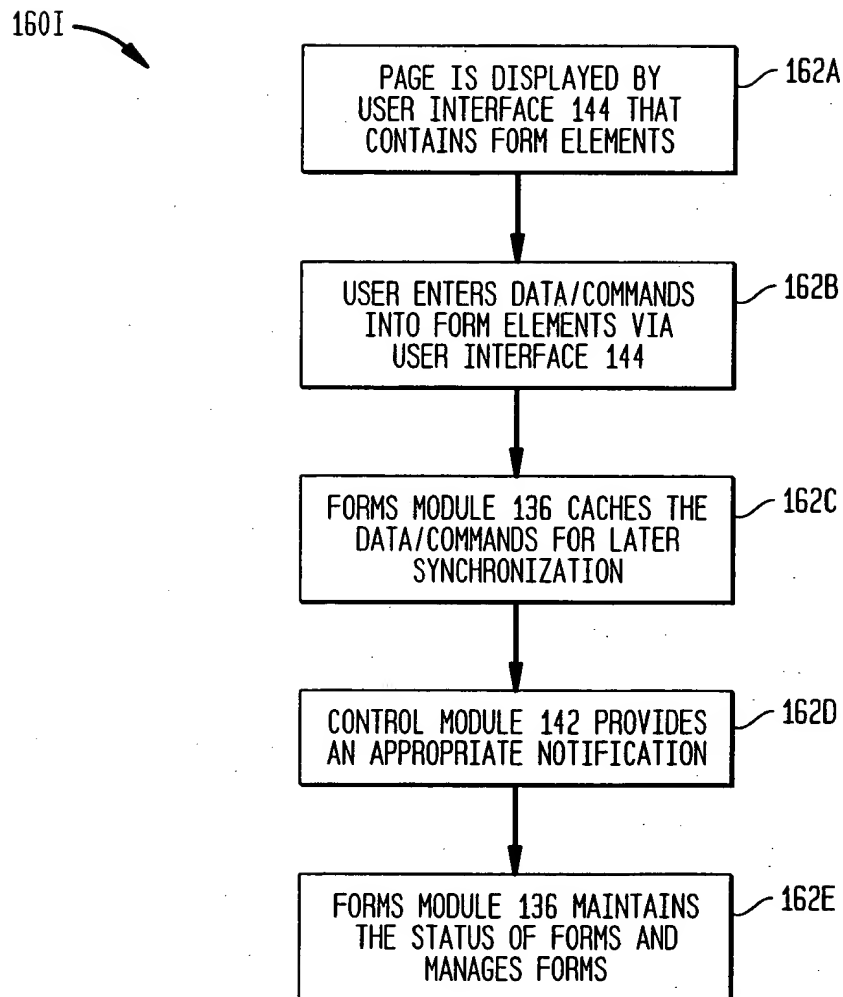 160I
PAGE IS DISPLAYED BY
USER INTERFACE 144 THAT
CONTAINS FORM ELEMENTS
162A
USER ENTERS DATA/COMMANDS
INTO FORM ELEMENTS VIA
USER INTERFACE 144
162B
FORMS MODULE 136 CACHES THE
DATA/COMMANDS FOR LATER
SYNCHRONIZATION
162C
CONTROL MODULE 142 PROVIDES
AN APPROPRIATE NOTIFICATION
162D
FORMS MODULE 136 MAINTAINS
THE STATUS OF FORMS AND
MANAGES FORMS
162E